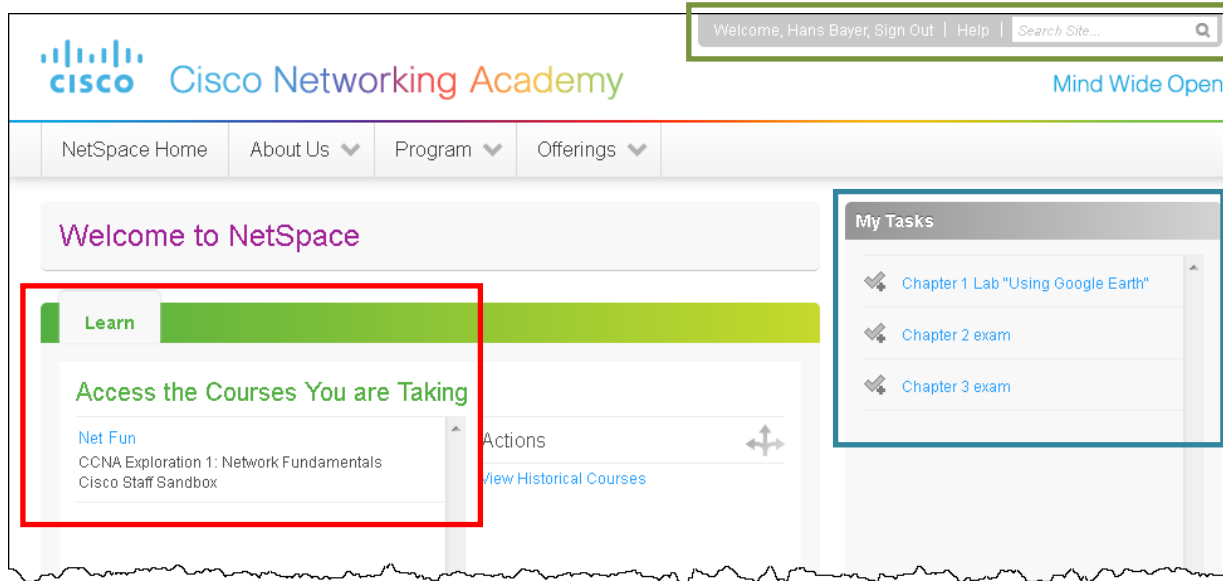 Welcome, Hans Bayer, Sign Out | Help | Search Site...
cisco Cisco Networking Academy
Mind Wide Open
NetSpace Home About Us Program Offerings
Welcome to NetSpace
My Tasks
Chapter 1 Lab "Using Google Earth"
Chapter 2 exam
Chapter 3 exam
Learn
Access the Courses You are Taking
Net Fun
CCNA Exploration 1: Network Fundamentals
Cisco Staff Sandbox
Actions
View Historical Courses